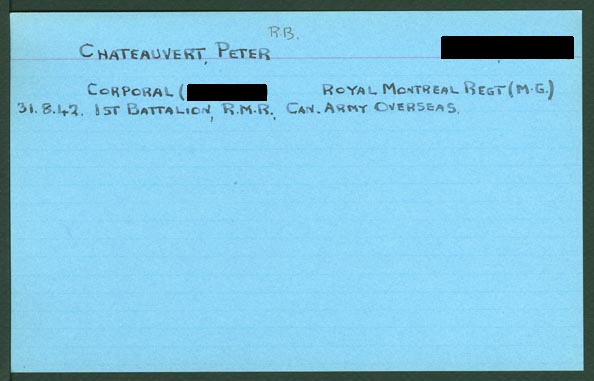 R.B.
CHATEAUVERT, PETER
CORPORAL ( ROYAL MONTREAL REGT (M.G.)
31.8.42. 1ST BATTALION, R.M.R., CAN. ARMY OVERSEAS.